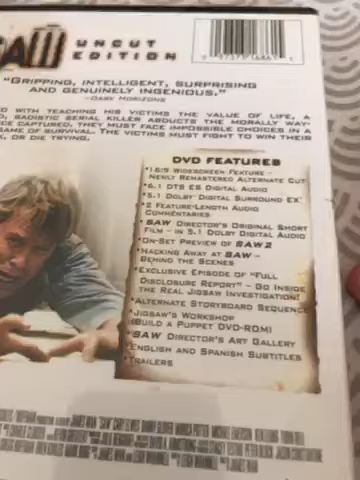 SAW UNCUT
EDITION
"GRIPPING, INTELLIGENT, SURPRISING
AND GENUINELY INGENIOUS."
-DARK HORIZONS
WITH TEACHING HIS VICTIMS THE VALUE OF LIFE, A
SADISTIC SERIAL KILLER ABDUCTS THE MORALLY WAY-
CAPTURED, THEY MUST FACE IMPOSSIBLE CHOICES IN A
GAME OF SURVIVAL. THE VICTIMS MUST FIGHT TO WIN THEIR
OR DIE TRYING.
DVD FEATURES
•16:9 WIDESCREEN FEATURE -
NEWLY REMASTERED ALTERNATE CUT
•6.1 DTS ES DIGITAL AUDIO
•5.1 DOLBY DIGITAL SURROUND EX
•2 FEATURE-LENGTH AUDIO
COMMENTARIES
•SAW DIRECTOR'S ORIGINAL SHORT
FILM - IN 5.1 DOLBY DIGITAL AUDIO
•ON-SET PREVIEW OF SAW2
•HACKING AWAY AT SAW -
BEHIND THE SCENES
•EXCLUSIVE EPISODE OF "FULL
DISCLOSURE REPORT" - GO INSIDE
THE REAL JIGSAW INVESTIGATION!
•ALTERNATE STORYBOARD SEQUENCE
•JIGSAW'S WORKSHOP
(BUILD A PUPPET DVD-ROM)
•SAW DIRECTOR'S ART GALLERY
•ENGLISH AND SPANISH SUBTITLES
•TRAILERS